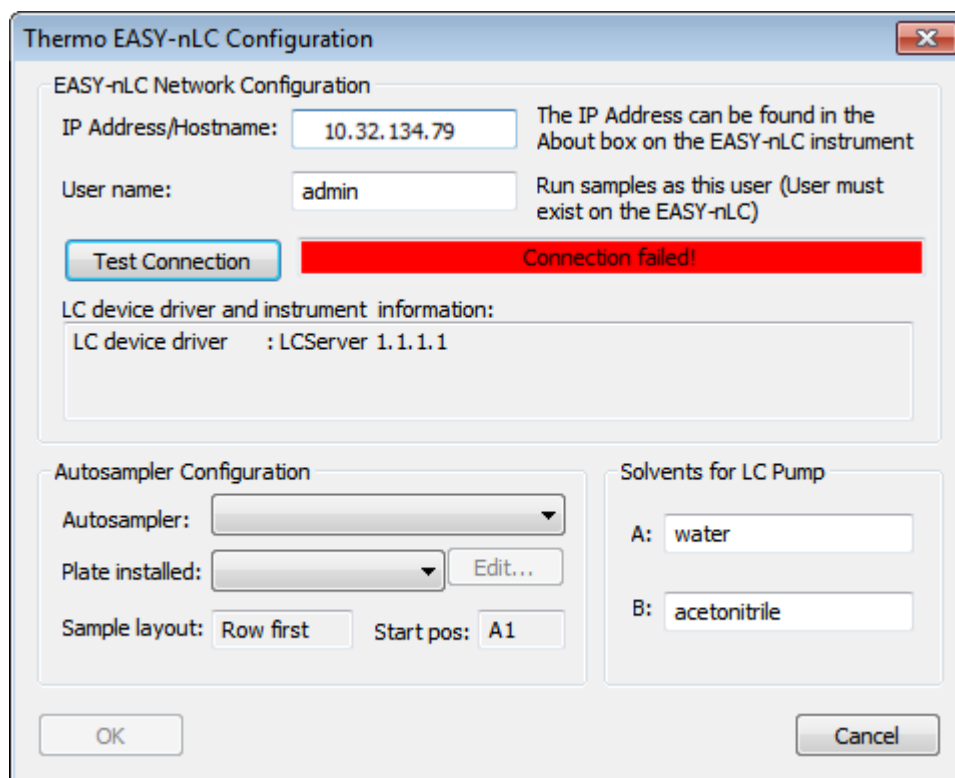 Thermo EASY-nLC Configuration
EASY-nLC Network Configuration
IP Address/Hostname: 10.32.134.79
The IP Address can be found in the
About box on the EASY-nLC instrument
User name: admin
Run samples as this user (User must
exist on the EASY-nLC)
Test Connection Connection failed!
LC device driver and instrument information:
LC device driver : LCServer 1.1.1.1
Autosampler Configuration
Autosampler:
Plate installed: Edit...
Sample layout: Row first Start pos: A1
Solvents for LC Pump
A: water
B: acetonitrile
OK Cancel